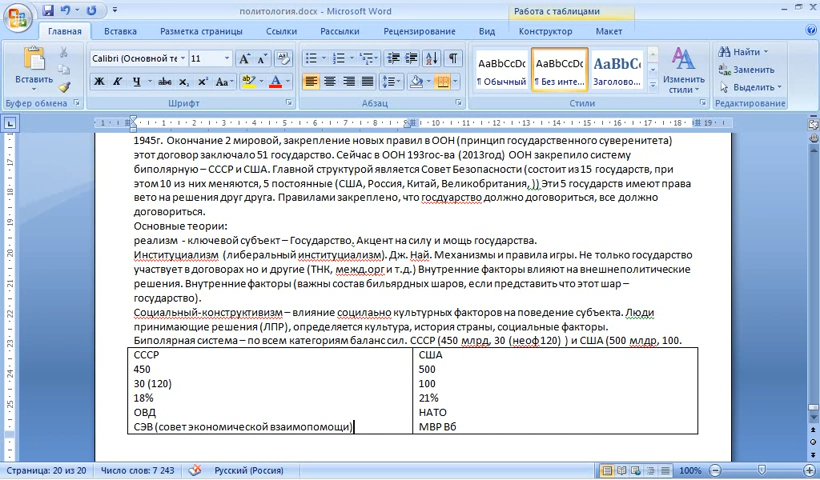 политология.docx - Microsoft Word
Работа с таблицами
Главная Вставка Разметка страницы Ссылки Рассылки Рецензирование Вид Конструктор Макет
Вставить
Calibri (Основной те 11
Ж К Ч abc x₂ x² Aa
AaBbCcDc AaBbCcDc AaBbC
¶ Обычный ¶ Без инте... Заголово...
Изменить стили
Найти
Заменить
Выделить
Буфер обмена Шрифт Абзац Стили Редактирование
1945г. Окончание 2 мировой, закрепление новых правил в ООН (принцип государственного суверенитета)
этот договор заключало 51 государство. Сейчас в ООН 193гос-ва (2013год) ООН закрепило систему
биполярную – СССР и США. Главной структурой является Совет Безопасности (состоит из 15 государств, при
этом 10 из них меняются, 5 постоянные (США, Россия, Китай, Великобритания, )) Эти 5 государств имеют права
вето на решения друг друга. Правилами закреплено, что госдуарство должно договориться, все должно
договориться.
Основные теории:
реализм - ключевой субъект – Государство. Акцент на силу и мощь государства.
Институциализм (либеральный институциализм). Дж. Най. Механизмы и правила игры. Не только государство
участвует в договорах но и другие (ТНК, межд.орг и т.д.) Внутренние факторы влияют на внешнеполитические
решения. Внутренние факторы (важны состав бильярдных шаров, если представить что этот шар –
государство).
Социальный-конструктивизм – влияние социально культурных факторов на поведение субъекта. Люди
принимающие решения (ЛПР), определяется культура, история страны, социальные факторы.
Биполярная система – по всем категориям баланс сил. СССР (450 млрд, 30 (неоф120) ) и США (500 млдр, 100.
СССР США
450 500
30 (120) 100
18% 21%
ОВД НАТО
СЭВ (совет экономической взаимопомощи) МВР Вб
Страница: 20 из 20 Число слов: 7 243 Русский (Россия) 100%